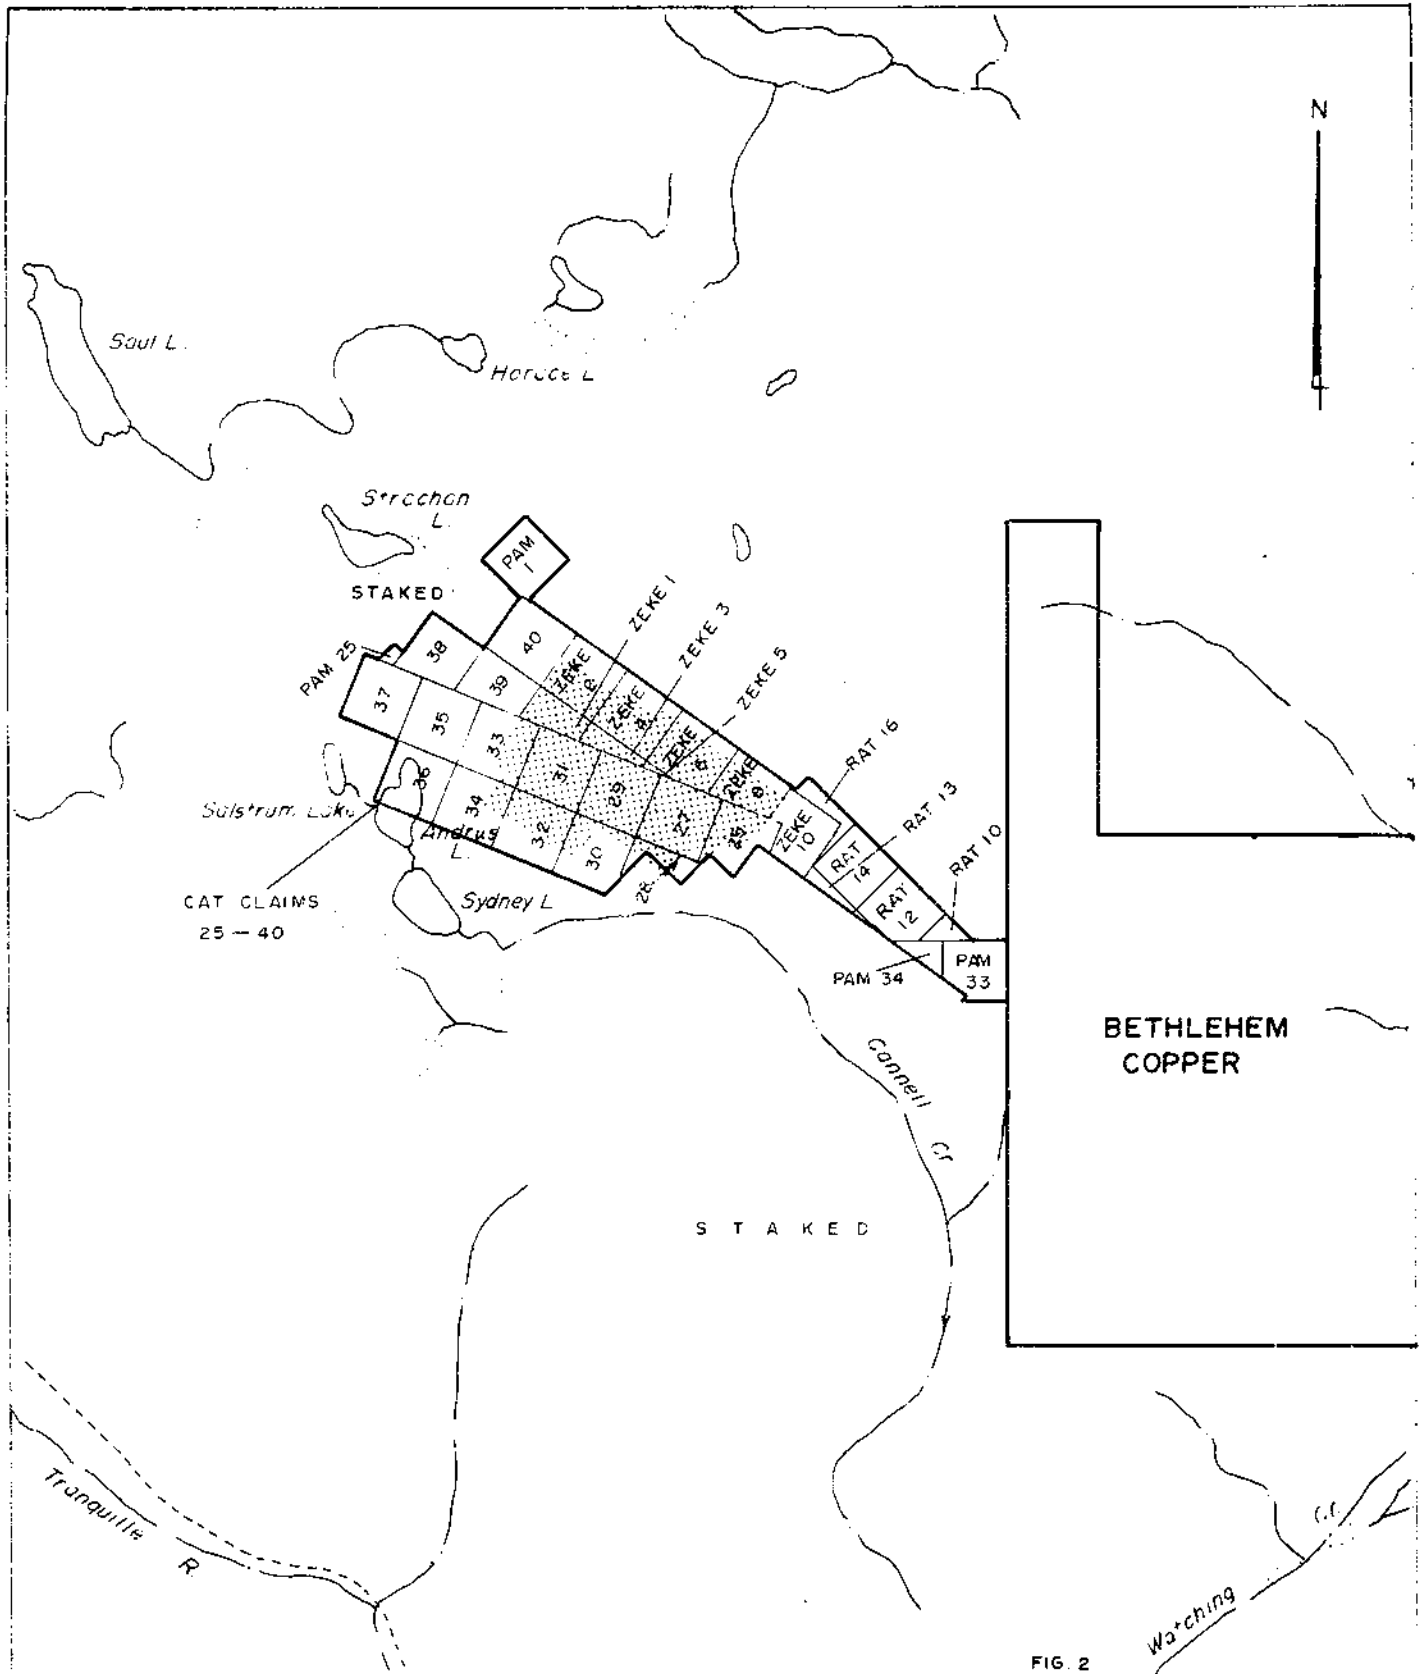 N
Saul L.
Horace L
Strachan
L.
STAKED
PAM
1
ZEKE 1
ZEKE 3
ZEKE 5
PAM 25
38
40
39
37
35
33
36
34
31
32
29
30
28
27
25
ZEKE
2
ZEKE
4
ZEKE
6
ZEKE
8
ZEKE
10
RAT 16
RAT 13
RAT 10
RAT
14
RAT
12
PAM 34
PAM
33
Salstrum Lake
Andrus
L.
CAT CLAIMS
25 - 40
Sydney L
BETHLEHEM
COPPER
Cannell
Cr
STAKED
Tranquille
R.
Watching
Cr.
FIG. 2